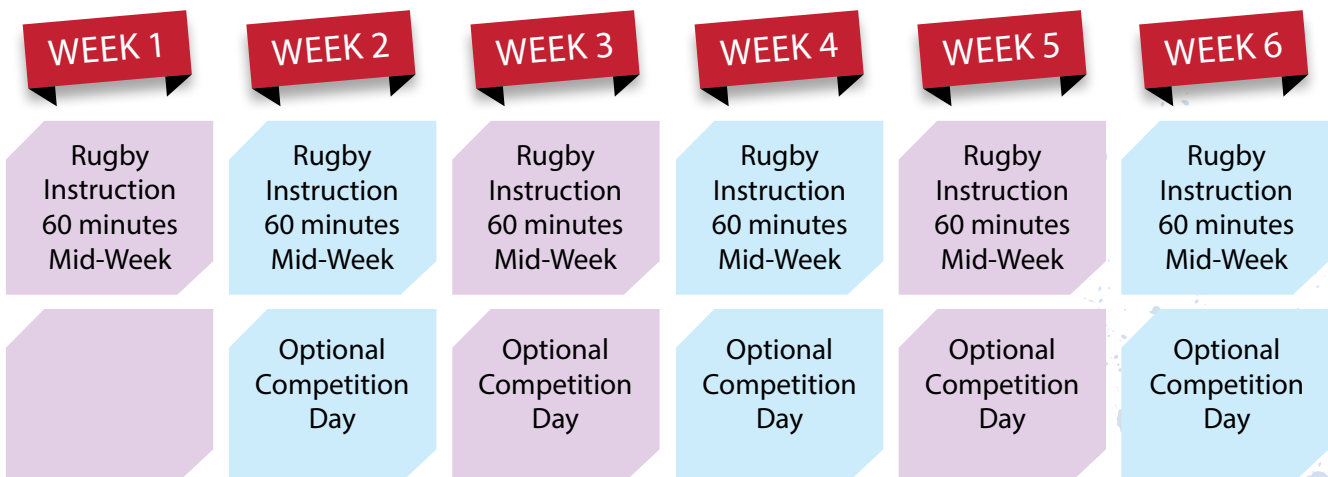 WEEK 1
WEEK 2
WEEK 3
WEEK 4
WEEK 5
WEEK 6
Rugby
Instruction
60 minutes
Mid-Week
Rugby
Instruction
60 minutes
Mid-Week
Rugby
Instruction
60 minutes
Mid-Week
Rugby
Instruction
60 minutes
Mid-Week
Rugby
Instruction
60 minutes
Mid-Week
Rugby
Instruction
60 minutes
Mid-Week
Optional
Competition
Day
Optional
Competition
Day
Optional
Competition
Day
Optional
Competition
Day
Optional
Competition
Day